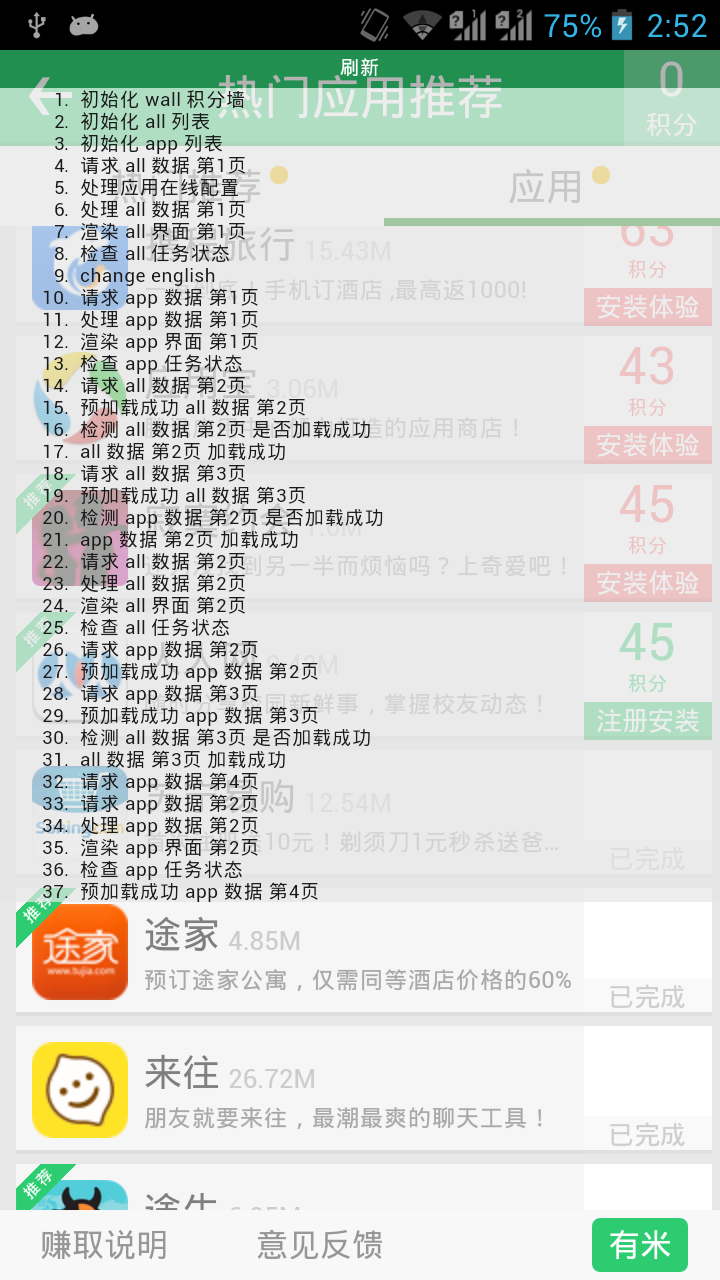 75% 2:52
刷新
热门应用推荐
0
积分
1. 初始化 wall 积分墙
2. 初始化 all 列表
3. 初始化 app 列表
4. 请求 all 数据 第1页
5. 处理应用在线配置
6. 处理 all 数据 第1页
7. 渲染 all 界面 第1页
8. 检查 all 任务状态
9. change english
10. 请求 app 数据 第1页
11. 处理 app 数据 第1页
12. 渲染 app 界面 第1页
13. 检查 app 任务状态
14. 请求 all 数据 第2页
15. 预加载成功 all 数据 第2页
16. 检测 all 数据 第2页 是否加载成功
17. all 数据 第2页 加载成功
18. 请求 all 数据 第3页
19. 预加载成功 all 数据 第3页
20. 检测 app 数据 第2页 是否加载成功
21. app 数据 第2页 加载成功
22. 请求 all 数据 第2页
23. 处理 all 数据 第2页
24. 渲染 all 界面 第2页
25. 检查 all 任务状态
26. 请求 app 数据 第2页
27. 预加载成功 app 数据 第2页
28. 请求 app 数据 第3页
29. 预加载成功 app 数据 第3页
30. 检测 all 数据 第3页 是否加载成功
31. all 数据 第3页 加载成功
32. 请求 app 数据 第4页
33. 请求 app 数据 第2页
34. 处理 app 数据 第2页
35. 渲染 app 界面 第2页
36. 检查 app 任务状态
37. 预加载成功 app 数据 第4页
热门推荐
应用
携程旅行 15.43M
手机订酒店 ,最高返1000!
63
积分
安装体验
应用宝 3.06M
造的应用商店！
43
积分
安装体验
推荐
到另一半而烦恼吗？上奇爱吧！
45
积分
安装体验
推荐
人人网
园新鲜事，掌握校友动态！
45
积分
注册安装
苏宁易购 12.54M
10元！剃须刀1元秒杀送爸...
已完成
推荐
途家
www.tujia.com
途家 4.85M
预订途家公寓，仅需同等酒店价格的60%
已完成
来往 26.72M
朋友就要来往，最潮最爽的聊天工具！
已完成
推荐
途牛
赚取说明 意见反馈 有米